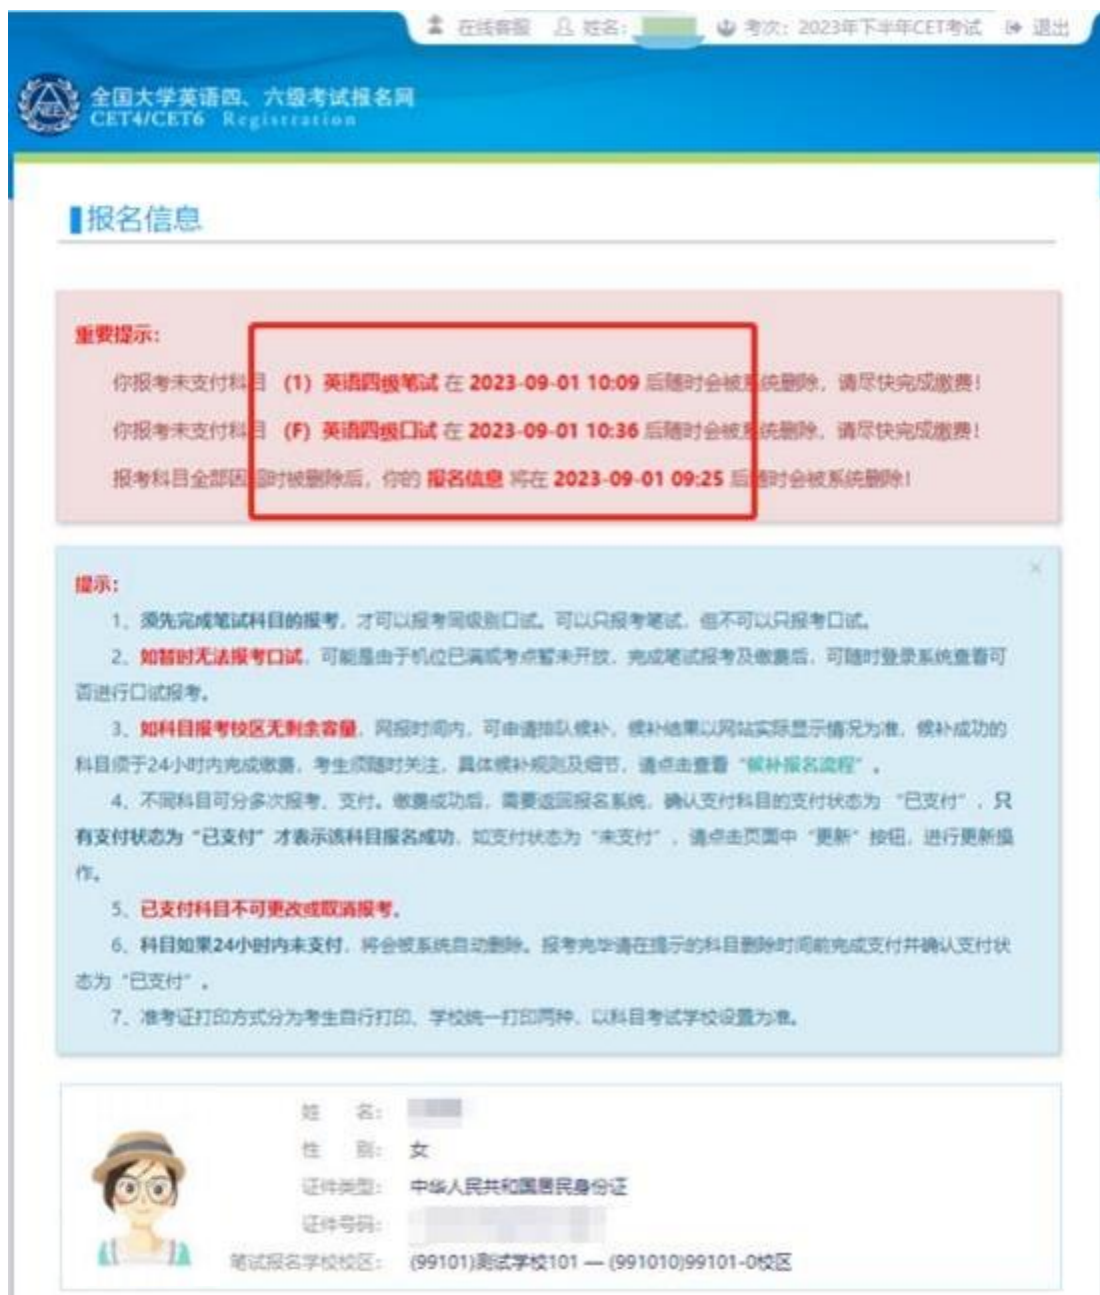 在线客服 姓名: 考次: 2023年下半年CET考试 退出
全国大学英语四、六级考试报名网
CET4/CET6 Registration
报名信息
重要提示:
你报考未支付科目 (1) 英语四级笔试 在 2023-09-01 10:09 后随时会被系统删除，请尽快完成缴费!
你报考未支付科目 (F) 英语四级口试 在 2023-09-01 10:36 后随时会被系统删除，请尽快完成缴费!
报考科目全部因超时被删除后，你的 报名信息 将在 2023-09-01 09:25 后随时会被系统删除!
提示:
1、须先完成笔试科目的报考，才可以报考同级别口试。可以只报考笔试，但不可以只报考口试。
2、如暂时无法报考口试，可能是由于机位已满或考点暂未开放，完成笔试报考及缴费后，可随时登录系统查看可
否进行口试报考。
3、如科目报考校区无剩余容量，网报时间内，可申请排队候补，候补结果以网站实际显示情况为准，候补成功的
科目须于24小时内完成缴费，考生须随时关注，具体候补规则及细节，请点击查看“候补报名流程”。
4、不同科目可分多次报考、支付。缴费成功后，需要返回报名系统，确认支付科目的支付状态为“已支付”，只
有支付状态为“已支付”才表示该科目报名成功，如支付状态为“未支付”，请点击页面中“更新”按钮，进行更新操
作。
5、已支付科目不可更改或取消报考。
6、科目如果24小时内未支付，将会被系统自动删除。报考完毕请在提示的科目删除时间前完成支付并确认支付状
态为“已支付”。
7、准考证打印方式分为考生自行打印、学校统一打印两种，以科目考试学校设置为准。
姓 名:
性 别: 女
证件类型: 中华人民共和国居民身份证
证件号码:
笔试报名学校校区: (99101)测试学校101 — (991010)99101-0校区